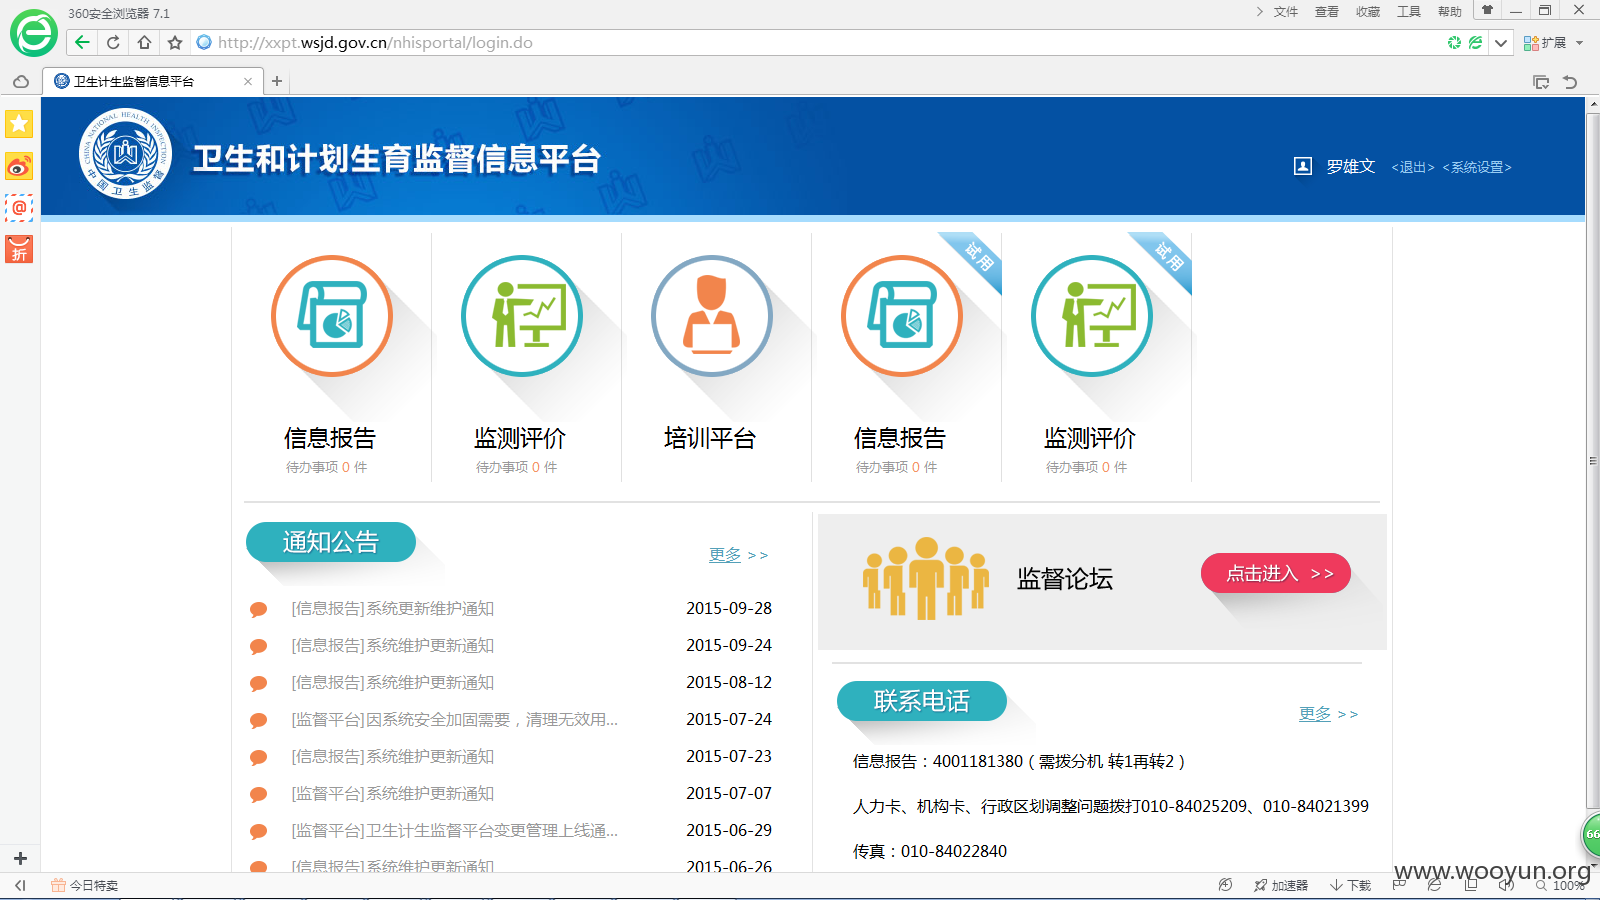 360安全浏览器 7.1
文件 查看 收藏 工具 帮助
http://xxpt.wsjd.gov.cn/nhisportal/login.do
扩展
卫生计生监督信息平台
CHINA NATIONAL HEALTH INSPECTION
中国卫生监督
卫生和计划生育监督信息平台
罗雄文 <退出> <系统设置>
@
折
试用
试用
信息报告 监测评价 培训平台 信息报告 监测评价
待办事项 0 件 待办事项 0 件 待办事项 0 件 待办事项 0 件
通知公告
更多 >>
[信息报告]系统更新维护通知 2015-09-28
[信息报告]系统维护更新通知 2015-09-24
[信息报告]系统维护更新通知 2015-08-12
[监督平台]因系统安全加固需要，清理无效用... 2015-07-24
[信息报告]系统维护更新通知 2015-07-23
[监督平台]系统维护更新通知 2015-07-07
[监督平台]卫生计生监督平台变更管理上线通... 2015-06-29
[信息报告]系统维护更新通知 2015-06-26
监督论坛
点击进入 >>
联系电话
更多 >>
信息报告：4001181380（需拨分机 转1再转2）
人力卡、机构卡、行政区划调整问题拨打010-84025209、010-84021399
传真：010-84022840
66
www.wooyun.org
今日特卖
加速器
下载
100%